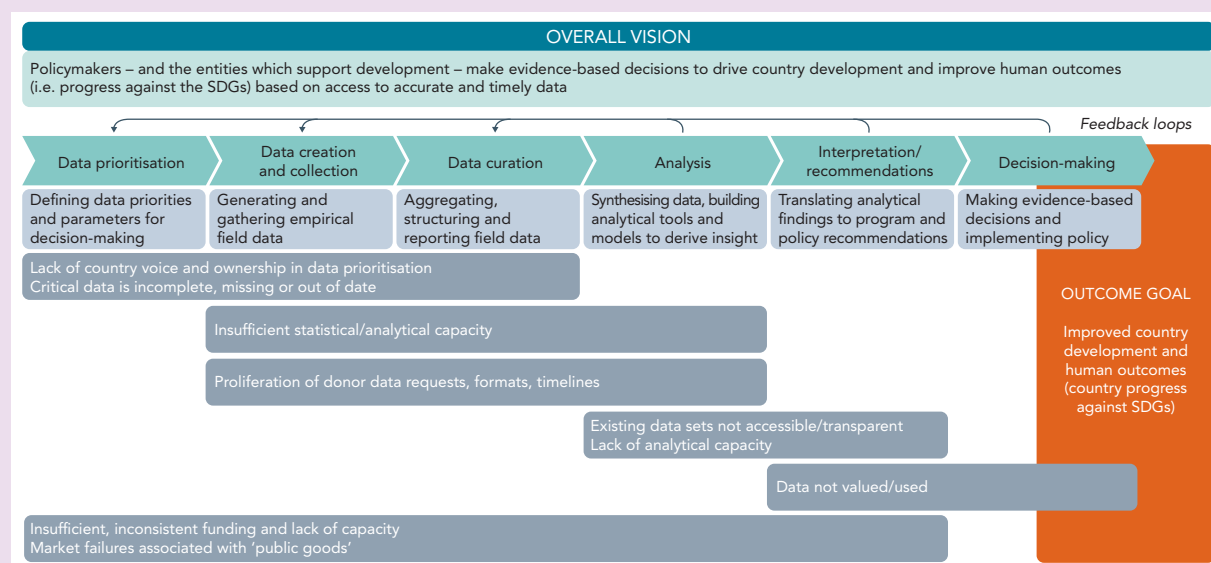 OVERALL VISION
Policymakers – and the entities which support development – make evidence-based decisions to drive country development and improve human outcomes
(i.e. progress against the SDGs) based on access to accurate and timely data
Feedback loops
Data prioritisation
Data creation
and collection
Data curation
Analysis
Interpretation/
recommendations
Decision-making
Defining data priorities
and parameters for
decision-making
Generating and
gathering empirical
field data
Aggregating,
structuring and
reporting field data
Synthesising data, building
analytical tools and
models to derive insight
Translating analytical
findings to program and
policy recommendations
Making evidence-based
decisions and
implementing policy
Lack of country voice and ownership in data prioritisation
Critical data is incomplete, missing or out of date
Insufficient statistical/analytical capacity
Proliferation of donor data requests, formats, timelines
Existing data sets not accessible/transparent
Lack of analytical capacity
Data not valued/used
Insufficient, inconsistent funding and lack of capacity
Market failures associated with ‘public goods’
OUTCOME GOAL
Improved country
development and
human outcomes
(country progress
against SDGs)